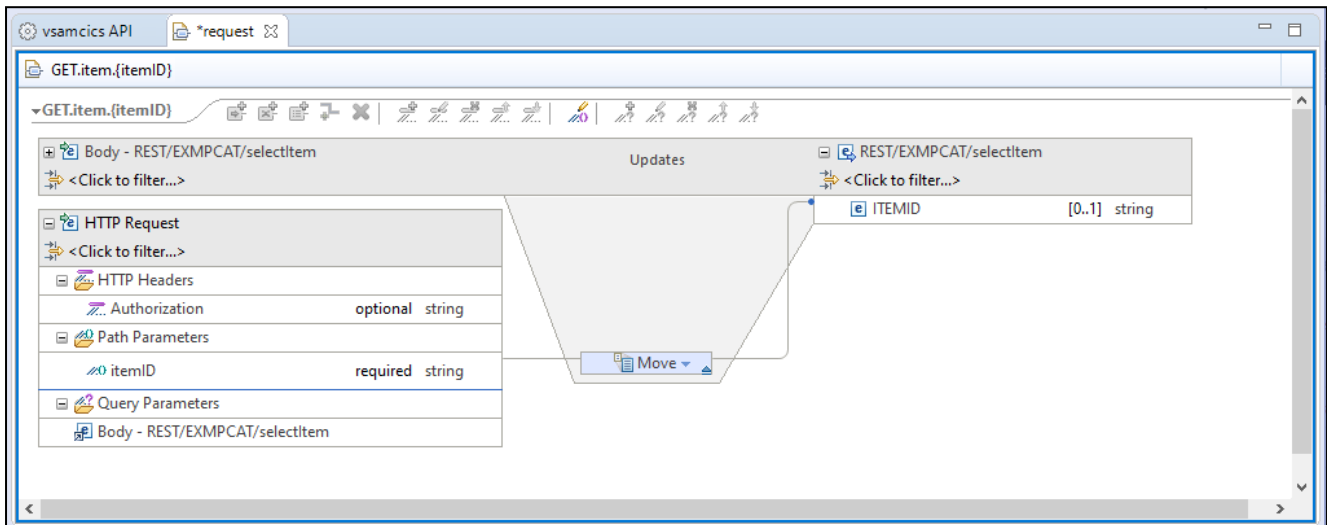 vsamcics API *request
GET.item.{itemID}
GET.item.{itemID}
Body - REST/EXMPCAT/selectItem
<Click to filter...>
Updates
REST/EXMPCAT/selectItem
<Click to filter...>
ITEMID [0..1] string
HTTP Request
<Click to filter...>
HTTP Headers
Authorization optional string
Path Parameters
itemID required string
Move
Query Parameters
Body - REST/EXMPCAT/selectItem